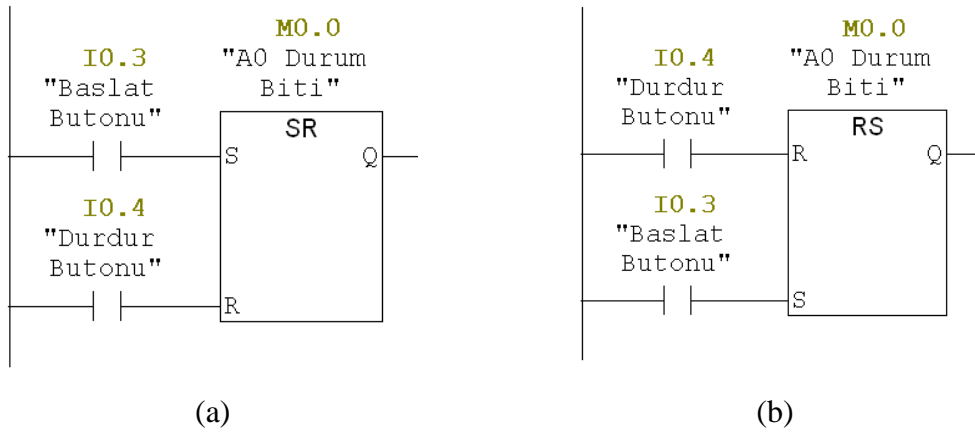 M0.0
I0.3
"A0 Durum
"Baslat
Biti"
Butonu"
SR
S
Q
I0.4
"Durdur
Butonu"
R
(a)
M0.0
I0.4
"A0 Durum
"Durdur
Biti"
Butonu"
RS
R
Q
I0.3
"Baslat
Butonu"
S
(b)